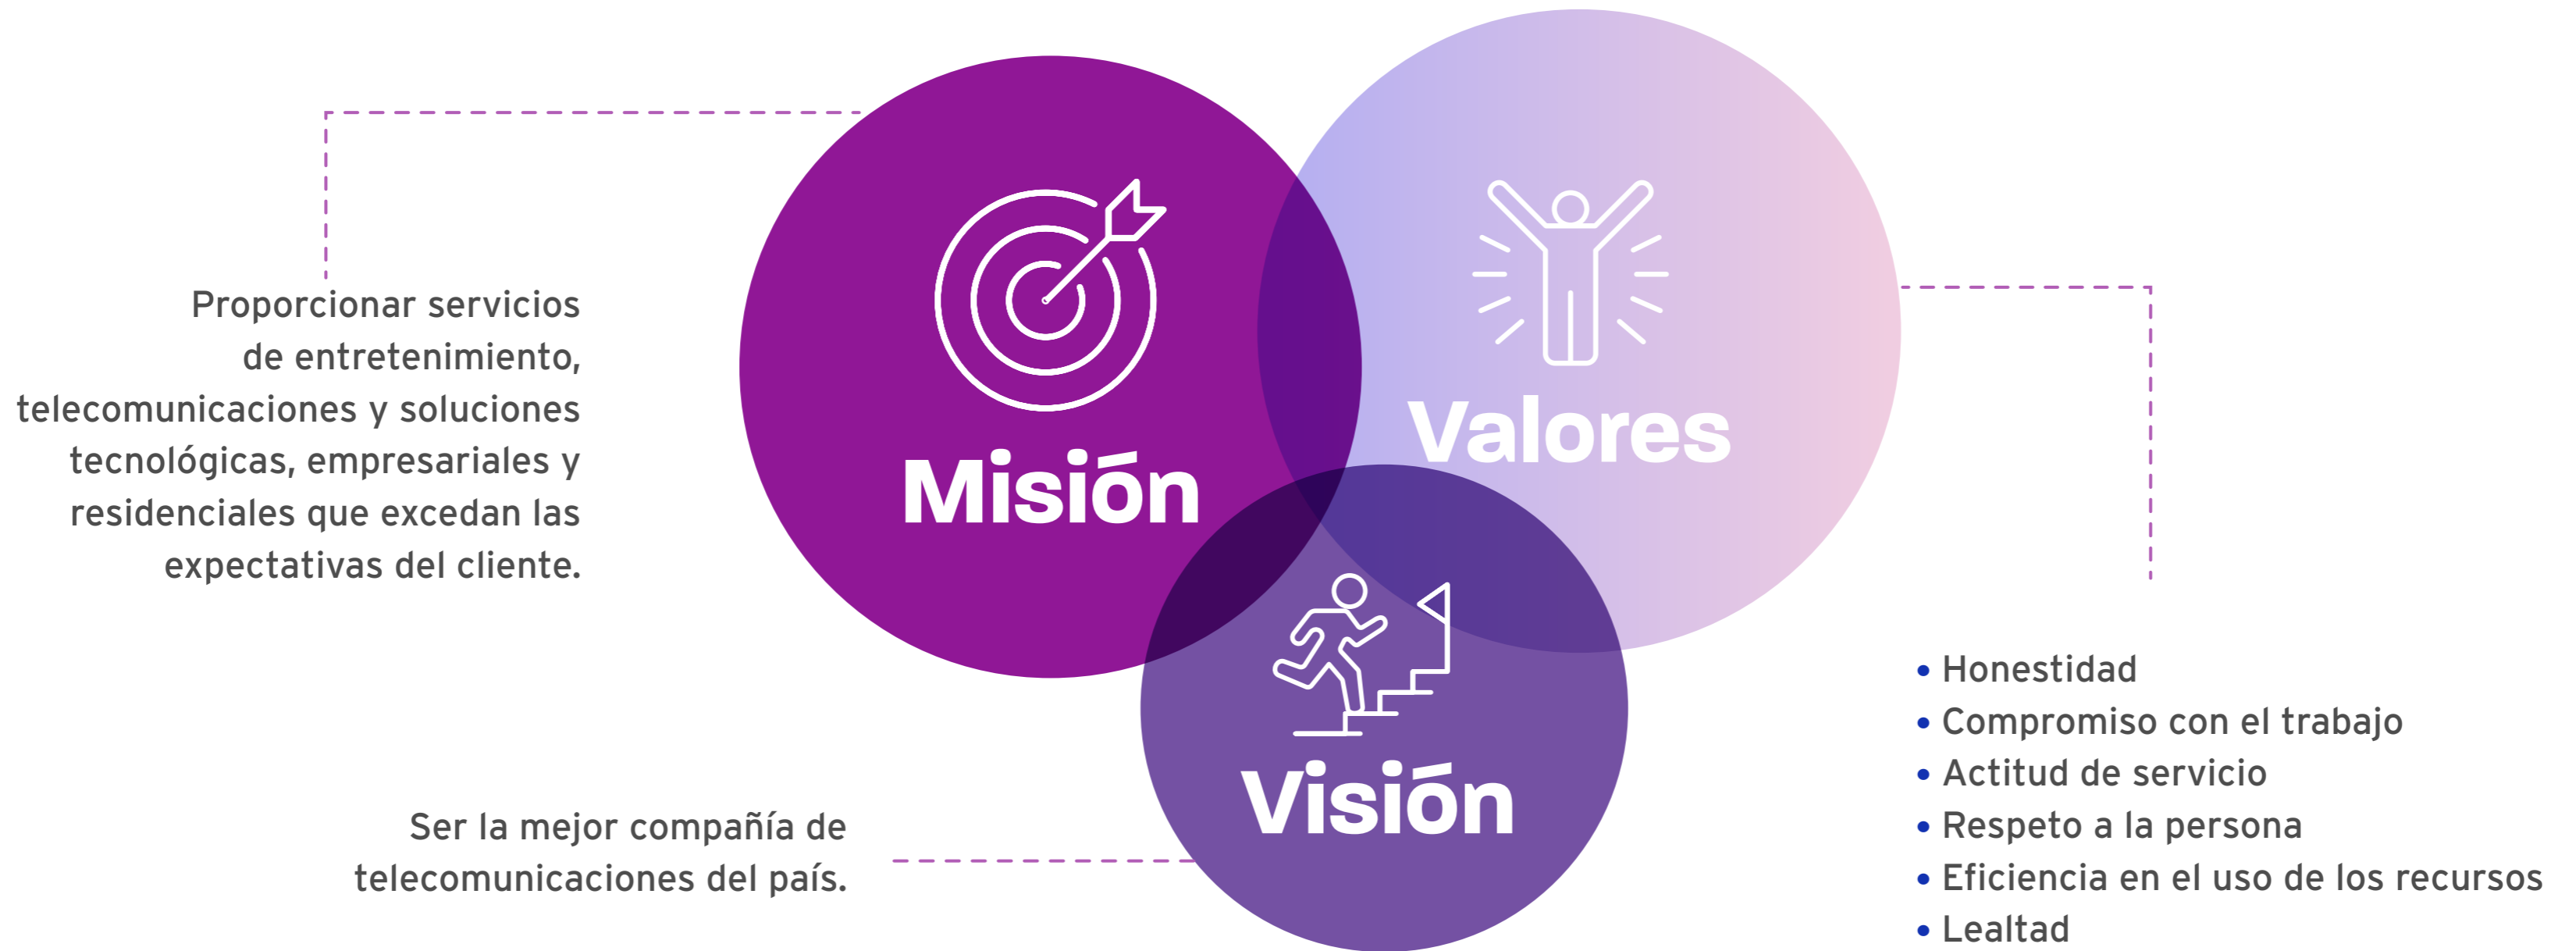 Misión
Proporcionar servicios
de entretenimiento,
telecomunicaciones y soluciones
tecnológicas, empresariales y
residenciales que excedan las
expectativas del cliente.
Visión
Ser la mejor compañía de
telecomunicaciones del país.
Valores
• Honestidad
• Compromiso con el trabajo
• Actitud de servicio
• Respeto a la persona
• Eficiencia en el uso de los recursos
• Lealtad